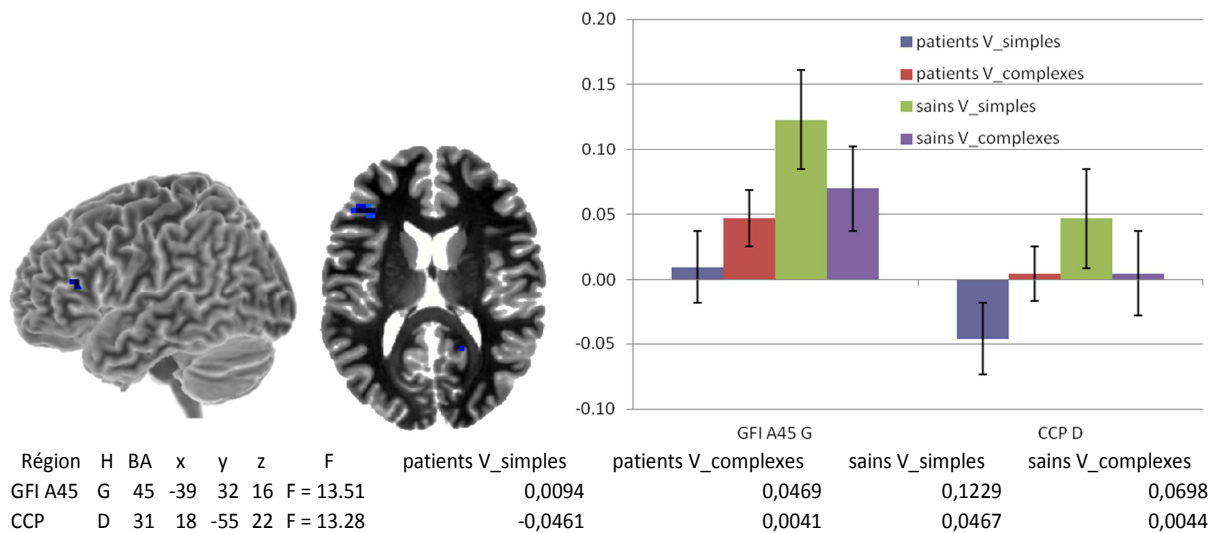 0.20
0.15
0.10
0.05
0.00
-0.05
-0.10
patients V_simples
patients V_complexes
sains V_simples
sains V_complexes
GFI A45 G
CCP D
Région H BA x y z F patients V_simples patients V_complexes sains V_simples sains V_complexes
GFI A45 G 45 -39 32 16 F = 13.51 0,0094 0,0469 0,1229 0,0698
CCP D 31 18 -55 22 F = 13.28 -0,0461 0,0041 0,0467 0,0044